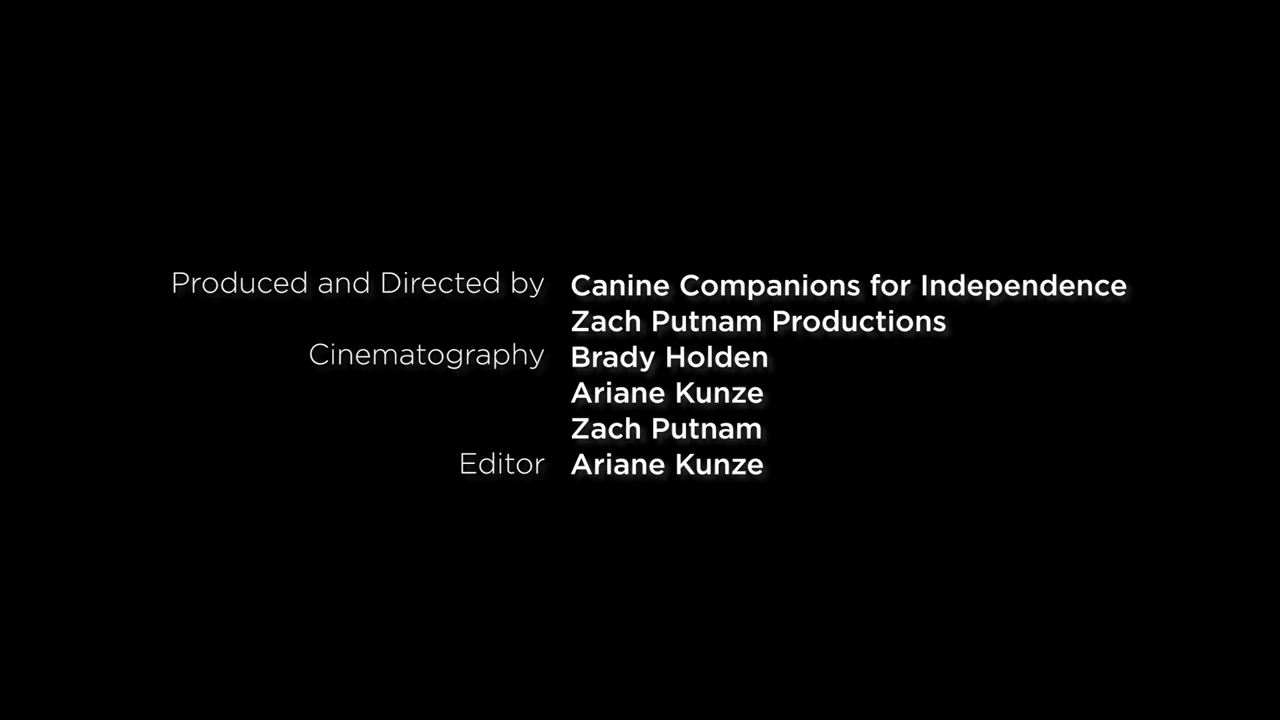 Produced and Directed by Canine Companions for Independence
Zach Putnam Productions
Cinematography Brady Holden
Ariane Kunze
Zach Putnam
Editor Ariane Kunze